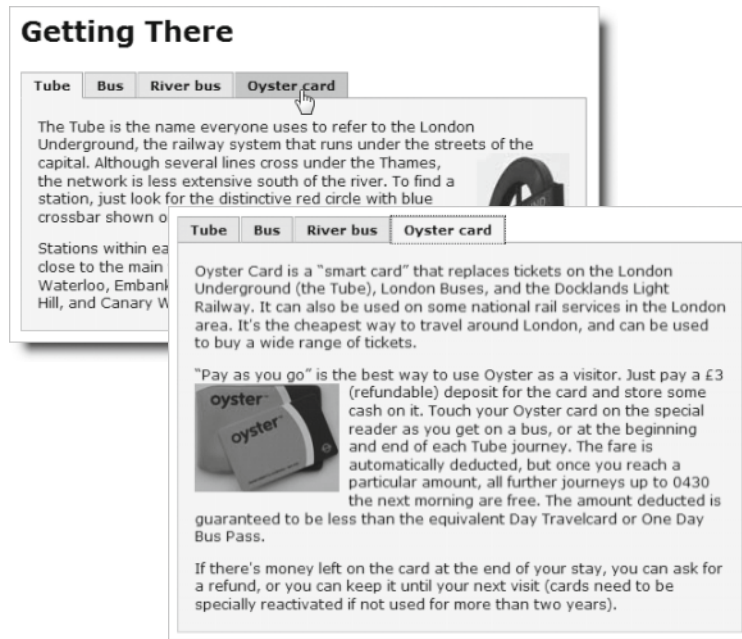 Getting There
Tube Bus River bus Oyster card
The Tube is the name everyone uses to refer to the London
Underground, the railway system that runs under the streets of the
capital. Although several lines cross under the Thames,
the network is less extensive south of the river. To find a
station, just look for the distinctive red circle with blue
crossbar shown o
Stations within ea
close to the main
Waterloo, Embank
Hill, and Canary W
Tube Bus River bus Oyster card
Oyster Card is a “smart card” that replaces tickets on the London
Underground (the Tube), London Buses, and the Docklands Light
Railway. It can also be used on some national rail services in the London
area. It's the cheapest way to travel around London, and can be used
to buy a wide range of tickets.
“Pay as you go” is the best way to use Oyster as a visitor. Just pay a £3
(refundable) deposit for the card and store some
cash on it. Touch your Oyster card on the special
reader as you get on a bus, or at the beginning
and end of each Tube journey. The fare is
automatically deducted, but once you reach a
particular amount, all further journeys up to 0430
the next morning are free. The amount deducted is
guaranteed to be less than the equivalent Day Travelcard or One Day
Bus Pass.
oyster
oyster
If there's money left on the card at the end of your stay, you can ask for
a refund, or you can keep it until your next visit (cards need to be
specially reactivated if not used for more than two years).